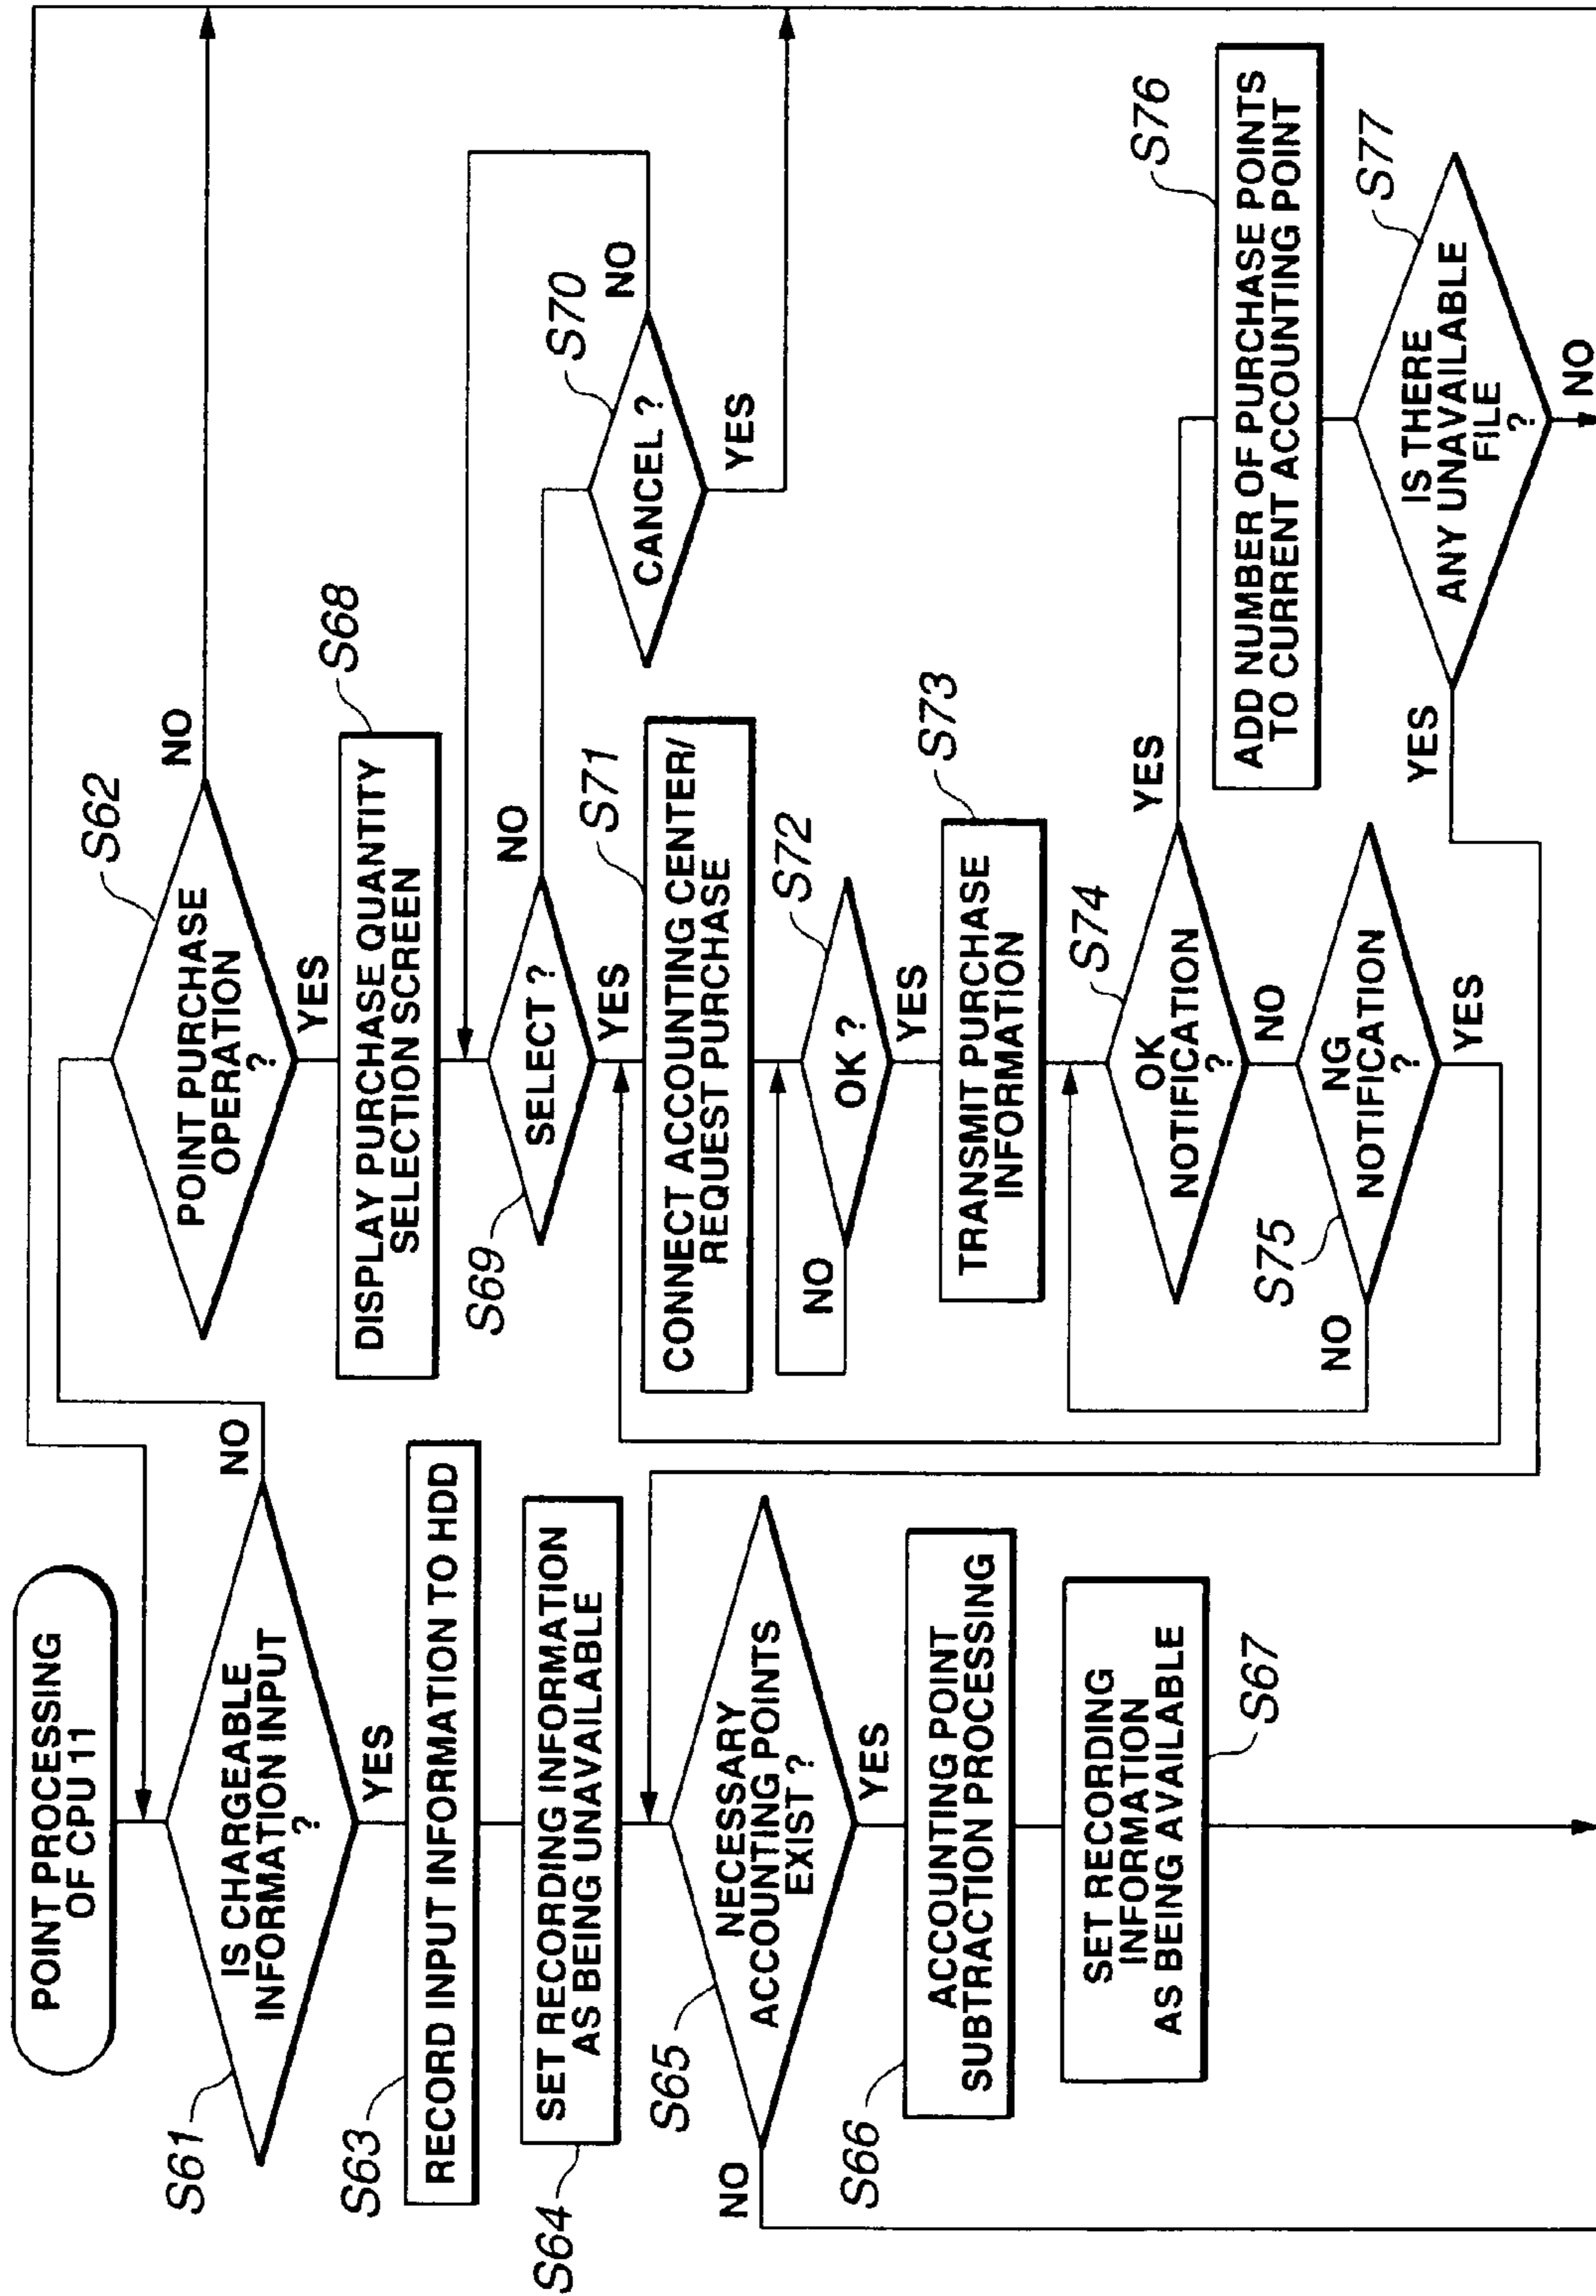 POINT PROCESSING
OF CPU 11
S61
IS CHARGEABLE
INFORMATION INPUT
?
NO
YES
S63
RECORD INPUT INFORMATION TO HDD
S64
SET RECORDING INFORMATION
AS BEING UNAVAILABLE
S65
NECESSARY
ACCOUNTING POINTS
EXIST ?
NO
YES
S66
ACCOUNTING POINT
SUBTRACTION PROCESSING
SET RECORDING
INFORMATION
AS BEING AVAILABLE
S67
S62
POINT PURCHASE
OPERATION
?
NO
YES
S68
DISPLAY PURCHASE QUANTITY
SELECTION SCREEN
S69
SELECT ?
NO
YES
S70
CANCEL ?
NO
YES
S71
CONNECT ACCOUNTING CENTER/
REQUEST PURCHASE
S72
OK ?
NO
YES
S73
TRANSMIT PURCHASE
INFORMATION
S74
OK
NOTIFICATION
?
YES
NO
S75
NG
NOTIFICATION
?
NO
YES
S76
ADD NUMBER OF PURCHASE POINTS
TO CURRENT ACCOUNTING POINT
S77
IS THERE
ANY UNAVAILABLE
FILE
?
YES
NO